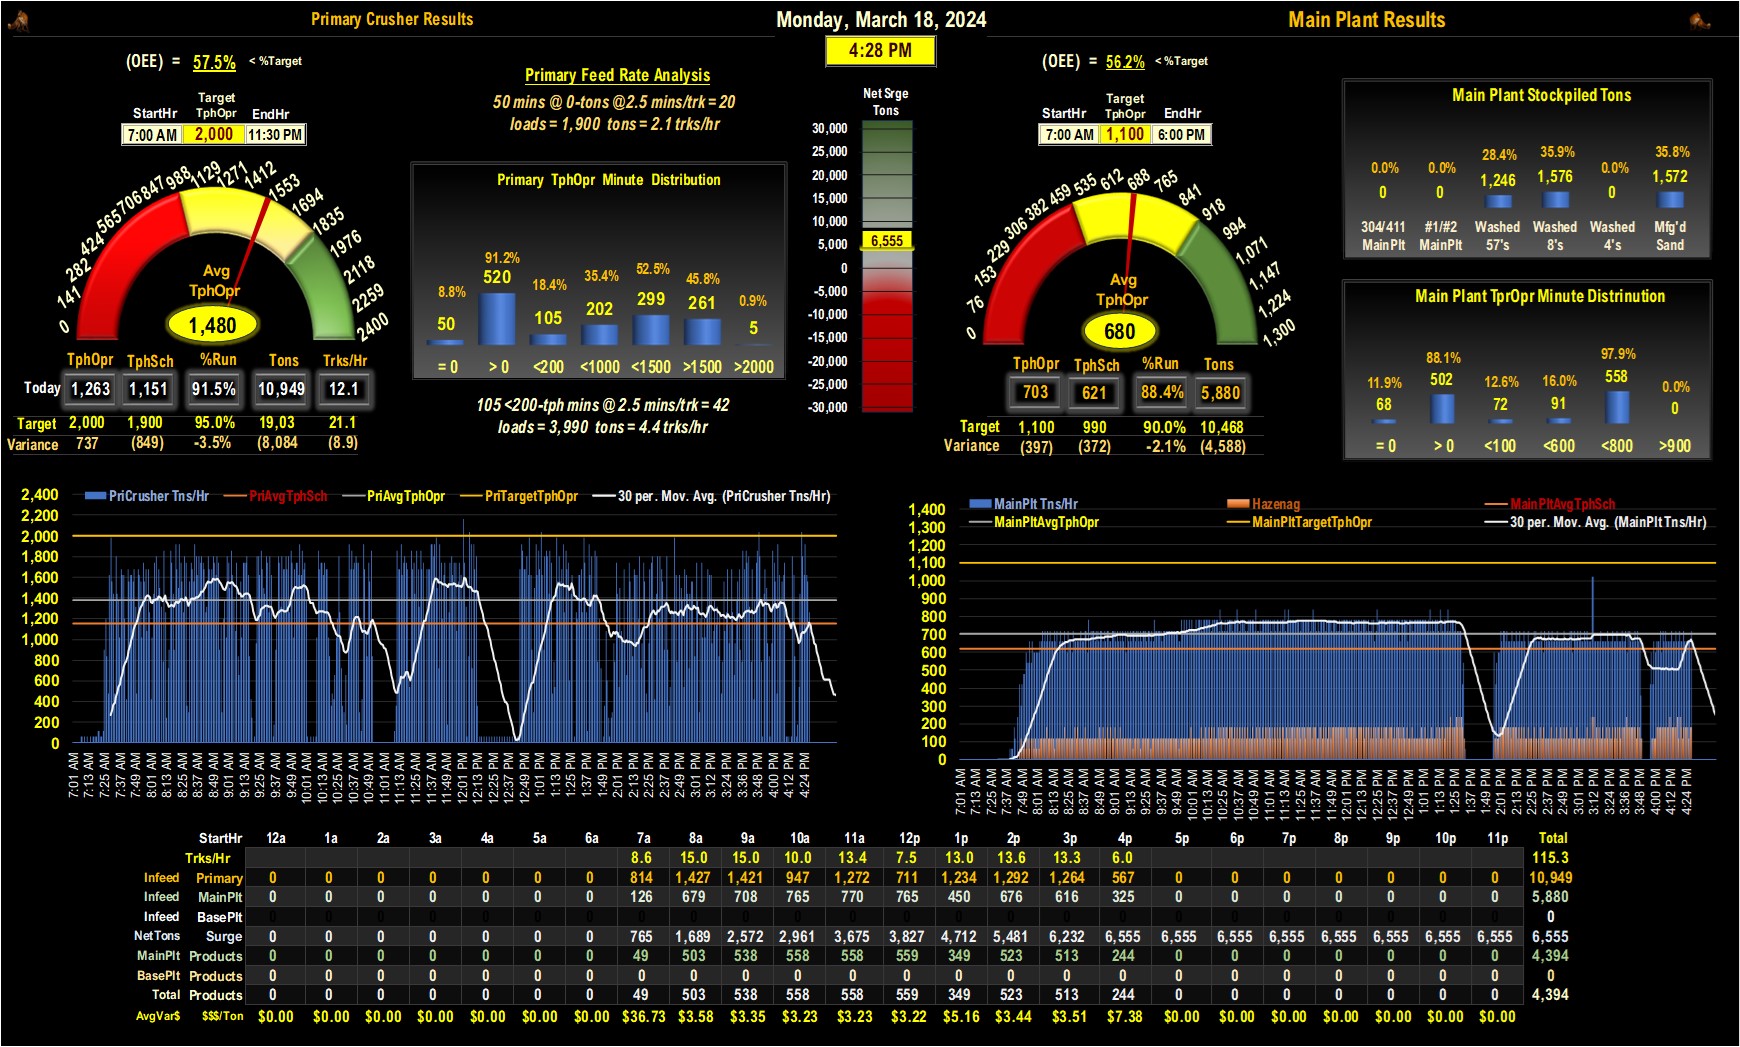 Primary Crusher Results
Monday, March 18, 2024
Main Plant Results
4:28 PM
(OEE) = 57.5% < %Target
StartHr Target TphOpr EndHr
7:00 AM 2,000 11:30 PM
0 141 282 424 565 706 847 988 1129 1271 1412 1553 1694 1835 1976 2118 2259 2400
Avg
TphOpr
1,480
TphOpr TphSch %Run Tons Trks/Hr
Today 1,263 1,151 91.5% 10,949 12.1
Target 2,000 1,900 95.0% 19,03 21.1
Variance 737 (849) -3.5% (8,084 (8.9)
Primary Feed Rate Analysis
50 mins @ 0-tons @2.5 mins/trk = 20
loads = 1,900 tons = 2.1 trks/hr
Primary TphOpr Minute Distribution
8.8% 91.2% 18.4% 35.4% 52.5% 45.8% 0.9%
50 520 105 202 299 261 5
= 0 > 0 <200 <1000 <1500 >1500 >2000
105 <200-tph mins @ 2.5 mins/trk = 42
loads = 3,990 tons = 4.4 trks/hr
Net Srge
Tons
30,000
25,000
20,000
15,000
10,000
5,000
0
-5,000
-10,000
-15,000
-20,000
-25,000
-30,000
6,555
(OEE) = 56.2% < %Target
StartHr Target TphOpr EndHr
7:00 AM 1,100 6:00 PM
0 76 153 229 306 382 459 535 612 688 765 841 918 994 1,071 1,147 1,224 1,300
Avg
TphOpr
680
TphOpr TphSch %Run Tons
703 621 88.4% 5,880
Target 1,100 990 90.0% 10,468
Variance (397) (372) -2.1% (4,588)
Main Plant Stockpiled Tons
0.0% 0.0% 28.4% 35.9% 0.0% 35.8%
0 0 1,246 1,576 0 1,572
304/411 #1/#2 Washed Washed Washed Mfg'd
MainPlt MainPlt 57's 8's 4's Sand
Main Plant TprOpr Minute Distrinution
11.9% 88.1% 12.6% 16.0% 97.9% 0.0%
68 502 72 91 558 0
= 0 > 0 <100 <600 <800 >900
PriCrusher Tns/Hr PriAvgTphSch PriAvgTphOpr PriTargetTphOpr 30 per. Mov. Avg. (PriCrusher Tns/Hr)
2,400
2,200
2,000
1,800
1,600
1,400
1,200
1,000
800
600
400
200
0
7:01 AM 7:13 AM 7:25 AM 7:37 AM 7:49 AM 8:01 AM 8:13 AM 8:25 AM 8:37 AM 8:49 AM 9:01 AM 9:13 AM 9:25 AM 9:37 AM 9:49 AM 10:01 AM 10:13 AM 10:25 AM 10:37 AM 10:49 AM 11:01 AM 11:13 AM 11:25 AM 11:37 AM 11:49 AM 12:01 PM 12:13 PM 12:25 PM 12:37 PM 12:49 PM 1:01 PM 1:13 PM 1:25 PM 1:37 PM 1:49 PM 2:01 PM 2:13 PM 2:25 PM 2:37 PM 2:49 PM 3:12 PM 3:24 PM 3:36 PM 3:48 PM 4:12 PM 4:24 PM
MainPlt Tns/Hr Hazenag MainPltAvgTphSch
MainPltAvgTphOpr MainPltTargetTphOpr 30 per. Mov. Avg. (MainPlt Tns/Hr)
1,400
1,300
1,200
1,100
1,000
900
800
700
600
500
400
300
200
100
0
7:01 AM 7:13 AM 7:25 AM 7:37 AM 7:49 AM 8:01 AM 8:13 AM 8:25 AM 8:37 AM 8:49 AM 9:01 AM 9:13 AM 9:25 AM 9:37 AM 9:49 AM 10:13 AM 10:25 AM 10:37 AM 10:49 AM 11:01 AM 11:13 AM 11:25 AM 11:37 AM 11:49 AM 12:01 PM 12:13 PM 12:25 PM 12:37 PM 12:49 PM 1:01 PM 1:13 PM 1:25 PM 1:37 PM 1:49 PM 2:01 PM 2:13 PM 2:25 PM 2:37 PM 2:49 PM 3:01 PM 3:12 PM 3:24 PM 3:36 PM 3:48 PM 4:00 PM 4:12 PM 4:24 PM
StartHr 12a 1a 2a 3a 4a 5a 6a 7a 8a 9a 10a 11a 12p 1p 2p 3p 4p 5p 6p 7p 8p 9p 10p 11p Total
Trks/Hr 8.6 15.0 15.0 10.0 13.4 7.5 13.0 13.6 13.3 6.0 115.3
Infeed Primary 0 0 0 0 0 0 0 814 1,427 1,421 947 1,272 711 1,234 1,292 1,264 567 0 0 0 0 0 0 0 10,949
Infeed MainPlt 0 0 0 0 0 0 0 126 679 708 765 770 765 450 676 616 325 0 0 0 0 0 0 0 5,880
Infeed BasePlt 0 0 0 0 0 0 0 0 0 0 0 0 0 0 0 0 0 0 0 0 0 0 0 0 0
NetTons Surge 0 0 0 0 0 0 0 765 1,689 2,572 2,961 3,675 3,827 4,712 5,481 6,232 6,555 6,555 6,555 6,555 6,555 6,555 6,555 6,555 6,555
MainPlt Products 0 0 0 0 0 0 0 49 503 538 558 558 559 349 523 513 244 0 0 0 0 0 0 0 4,394
BasePlt Products 0 0 0 0 0 0 0 0 0 0 0 0 0 0 0 0 0 0 0 0 0 0 0 0 0
Total Products 0 0 0 0 0 0 0 49 503 538 558 558 559 349 523 513 244 0 0 0 0 0 0 0 4,394
AvgVar$ $$$/Ton $0.00 $0.00 $0.00 $0.00 $0.00 $0.00 $0.00 $36.73 $3.58 $3.35 $3.23 $3.23 $3.22 $5.16 $3.44 $3.51 $7.38 $0.00 $0.00 $0.00 $0.00 $0.00 $0.00 $0.00